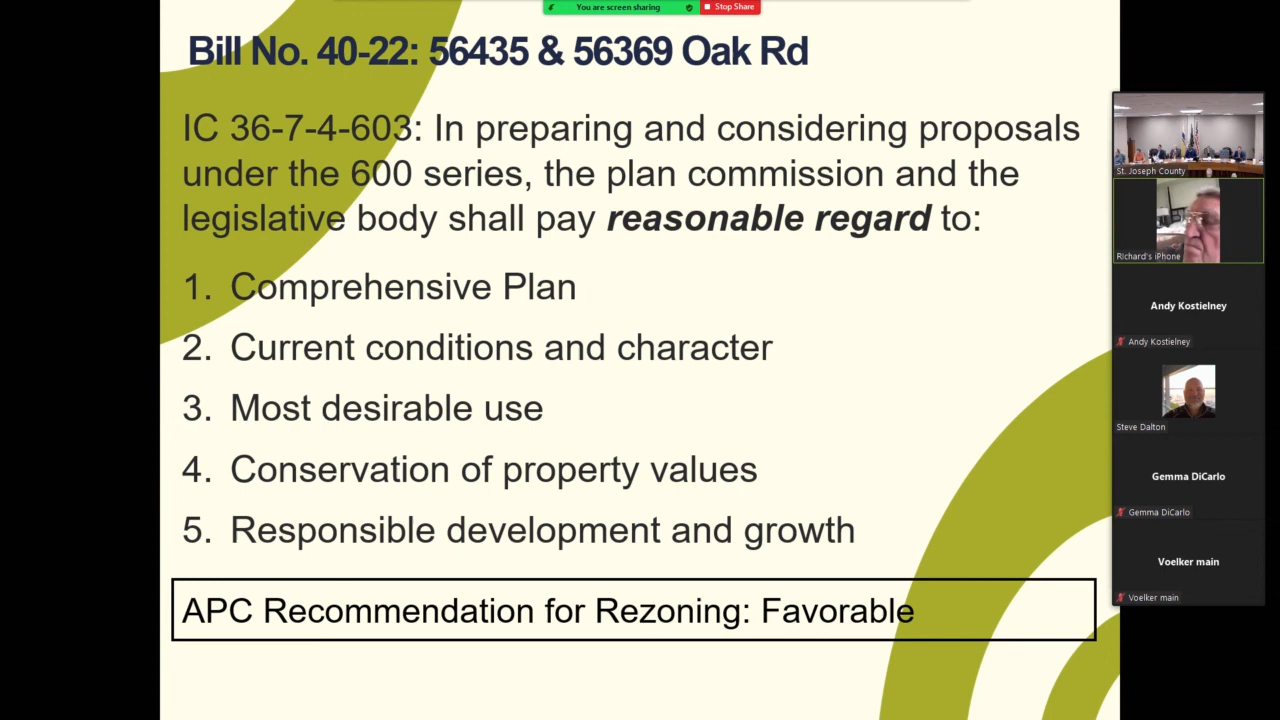 You are screen sharing
Stop Share
Bill No. 40-22: 56435 & 56369 Oak Rd
IC 36-7-4-603: In preparing and considering proposals
under the 600 series, the plan commission and the
legislative body shall pay reasonable regard to:
1. Comprehensive Plan
2. Current conditions and character
3. Most desirable use
4. Conservation of property values
5. Responsible development and growth
APC Recommendation for Rezoning: Favorable
St. Joseph County
Richard's iPhone
Andy Kostielney
Andy Kostielney
Steve Dalton
Gemma DiCarlo
Gemma DiCarlo
Voelker main
Voelker main